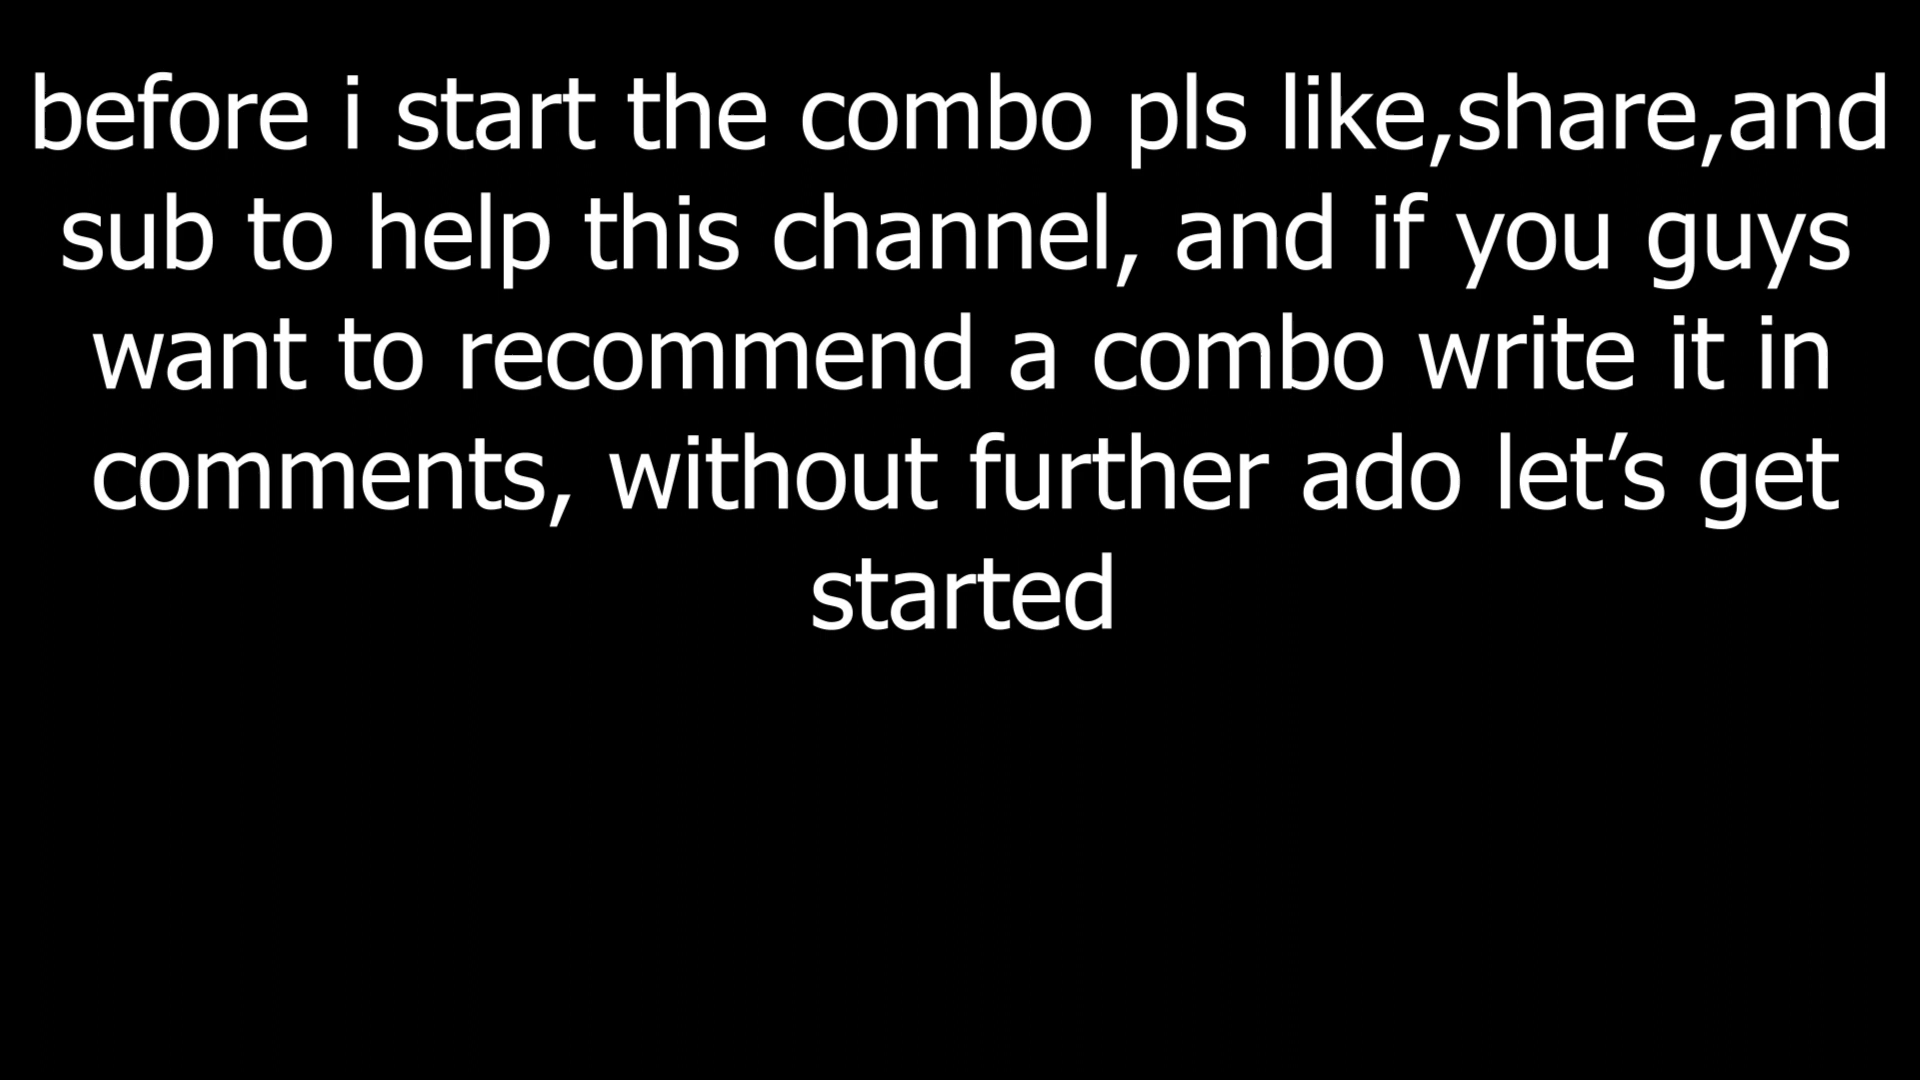 before i start the combo pls like,share,and
sub to help this channel, and if you guys
want to recommend a combo write it in
comments, without further ado let’s get
started